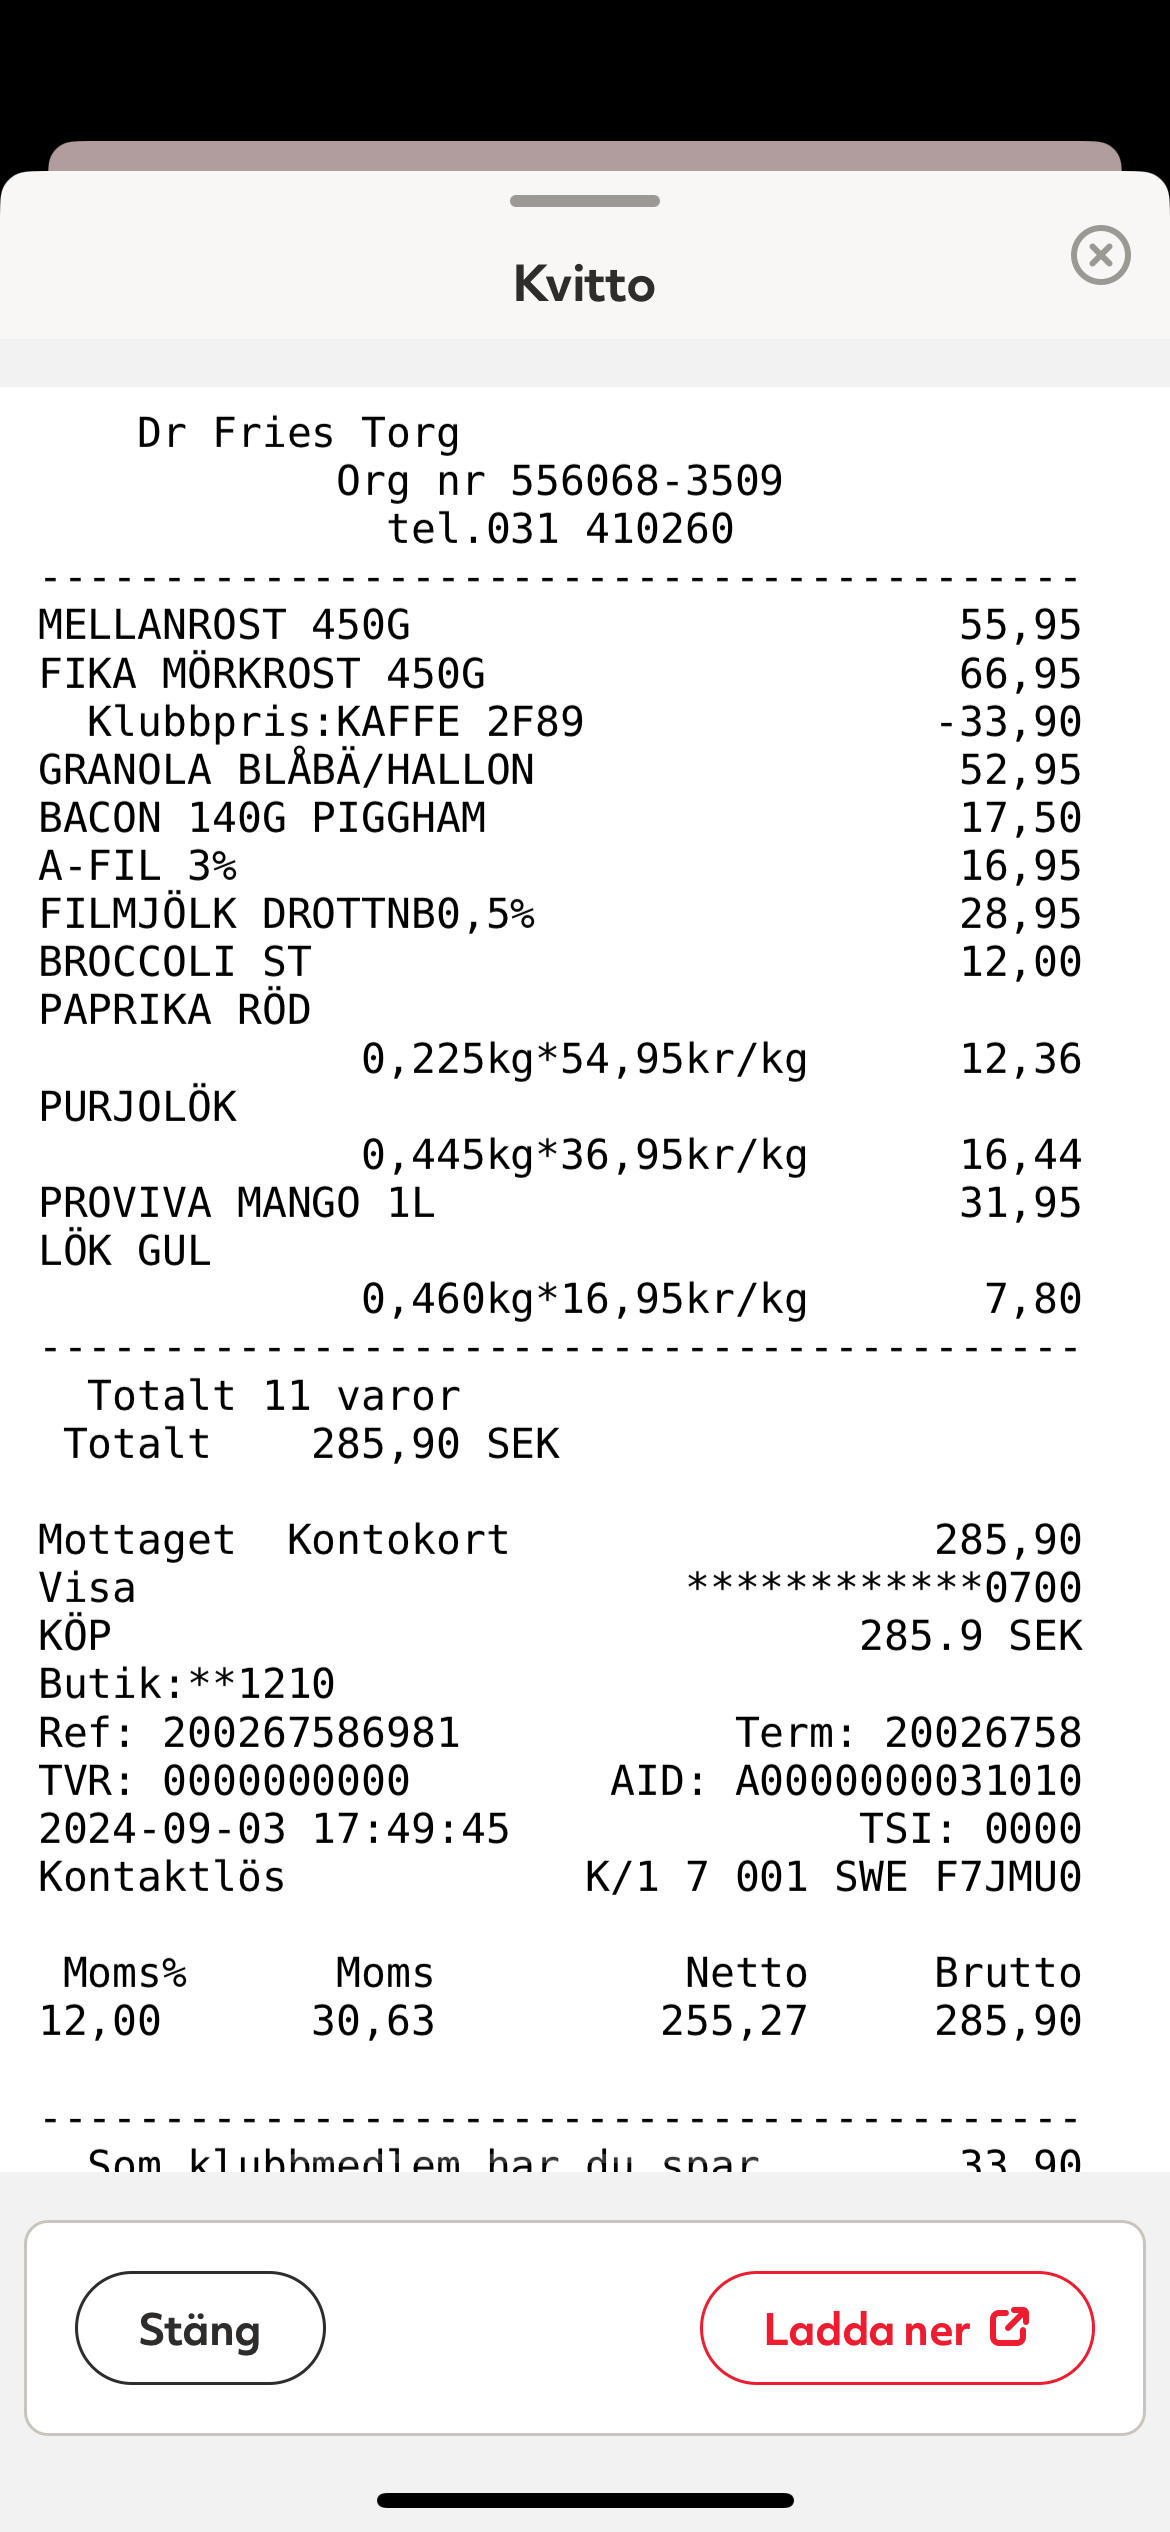 Kvitto
Dr Fries Torg
Org nr 556068-3509
tel.031 410260
-------------------------------------------
MELLANROST 450G 55,95
FIKA MÖRKROST 450G 66,95
Klubbpris:KAFFE 2F89 -33,90
GRANOLA BLÅBÄ/HALLON 52,95
BACON 140G PIGGHAM 17,50
A-FIL 3% 16,95
FILMJÖLK DROTTNB0,5% 28,95
BROCCOLI ST 12,00
PAPRIKA RÖD
0,225kg*54,95kr/kg 12,36
PURJOLÖK
0,445kg*36,95kr/kg 16,44
PROVIVA MANGO 1L 31,95
LÖK GUL
0,460kg*16,95kr/kg 7,80
-------------------------------------------
Totalt 11 varor
Totalt 285,90 SEK
Mottaget Kontokort 285,90
Visa ************0700
KÖP 285.9 SEK
Butik:**1210
Ref: 200267586981 Term: 20026758
TVR: 0000000000 AID: A0000000031010
2024-09-03 17:49:45 TSI: 0000
Kontaktlös K/1 7 001 SWE F7JMU0
Moms% Moms Netto Brutto
12,00 30,63 255,27 285,90
-------------------------------------------
Som klubbmedlem har du spar 33,90
Stäng Ladda ner